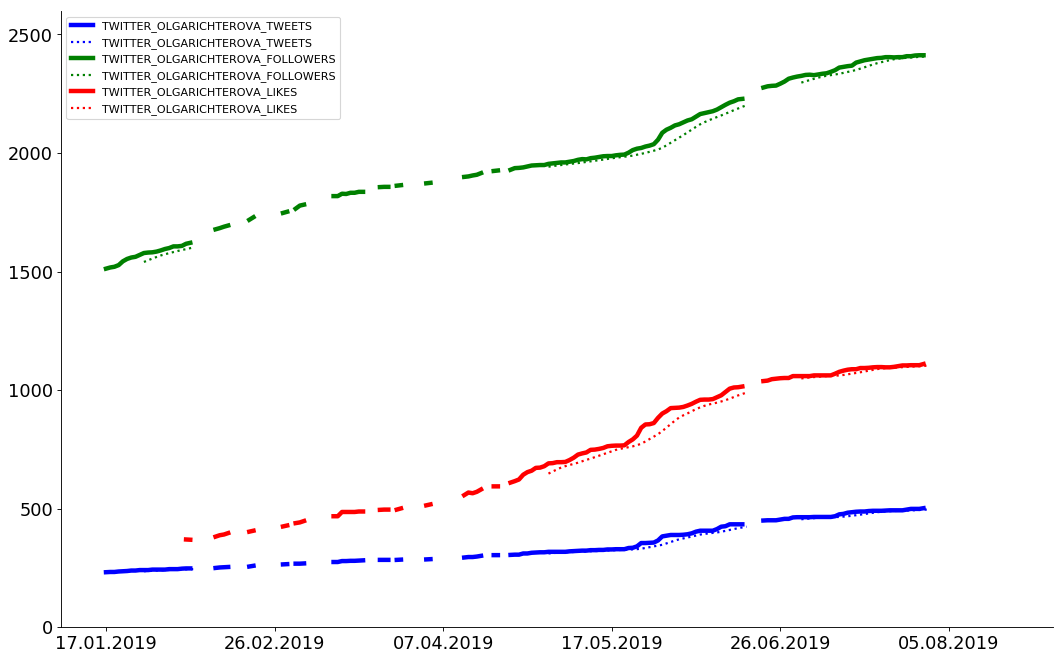 TWITTER_OLGARICHTEROVA_TWEETS
TWITTER_OLGARICHTEROVA_TWEETS
TWITTER_OLGARICHTEROVA_FOLLOWERS
TWITTER_OLGARICHTEROVA_FOLLOWERS
TWITTER_OLGARICHTEROVA_LIKES
TWITTER_OLGARICHTEROVA_LIKES
2500
2000
1500
1000
500
0
17.01.2019 26.02.2019 07.04.2019 17.05.2019 26.06.2019 05.08.2019